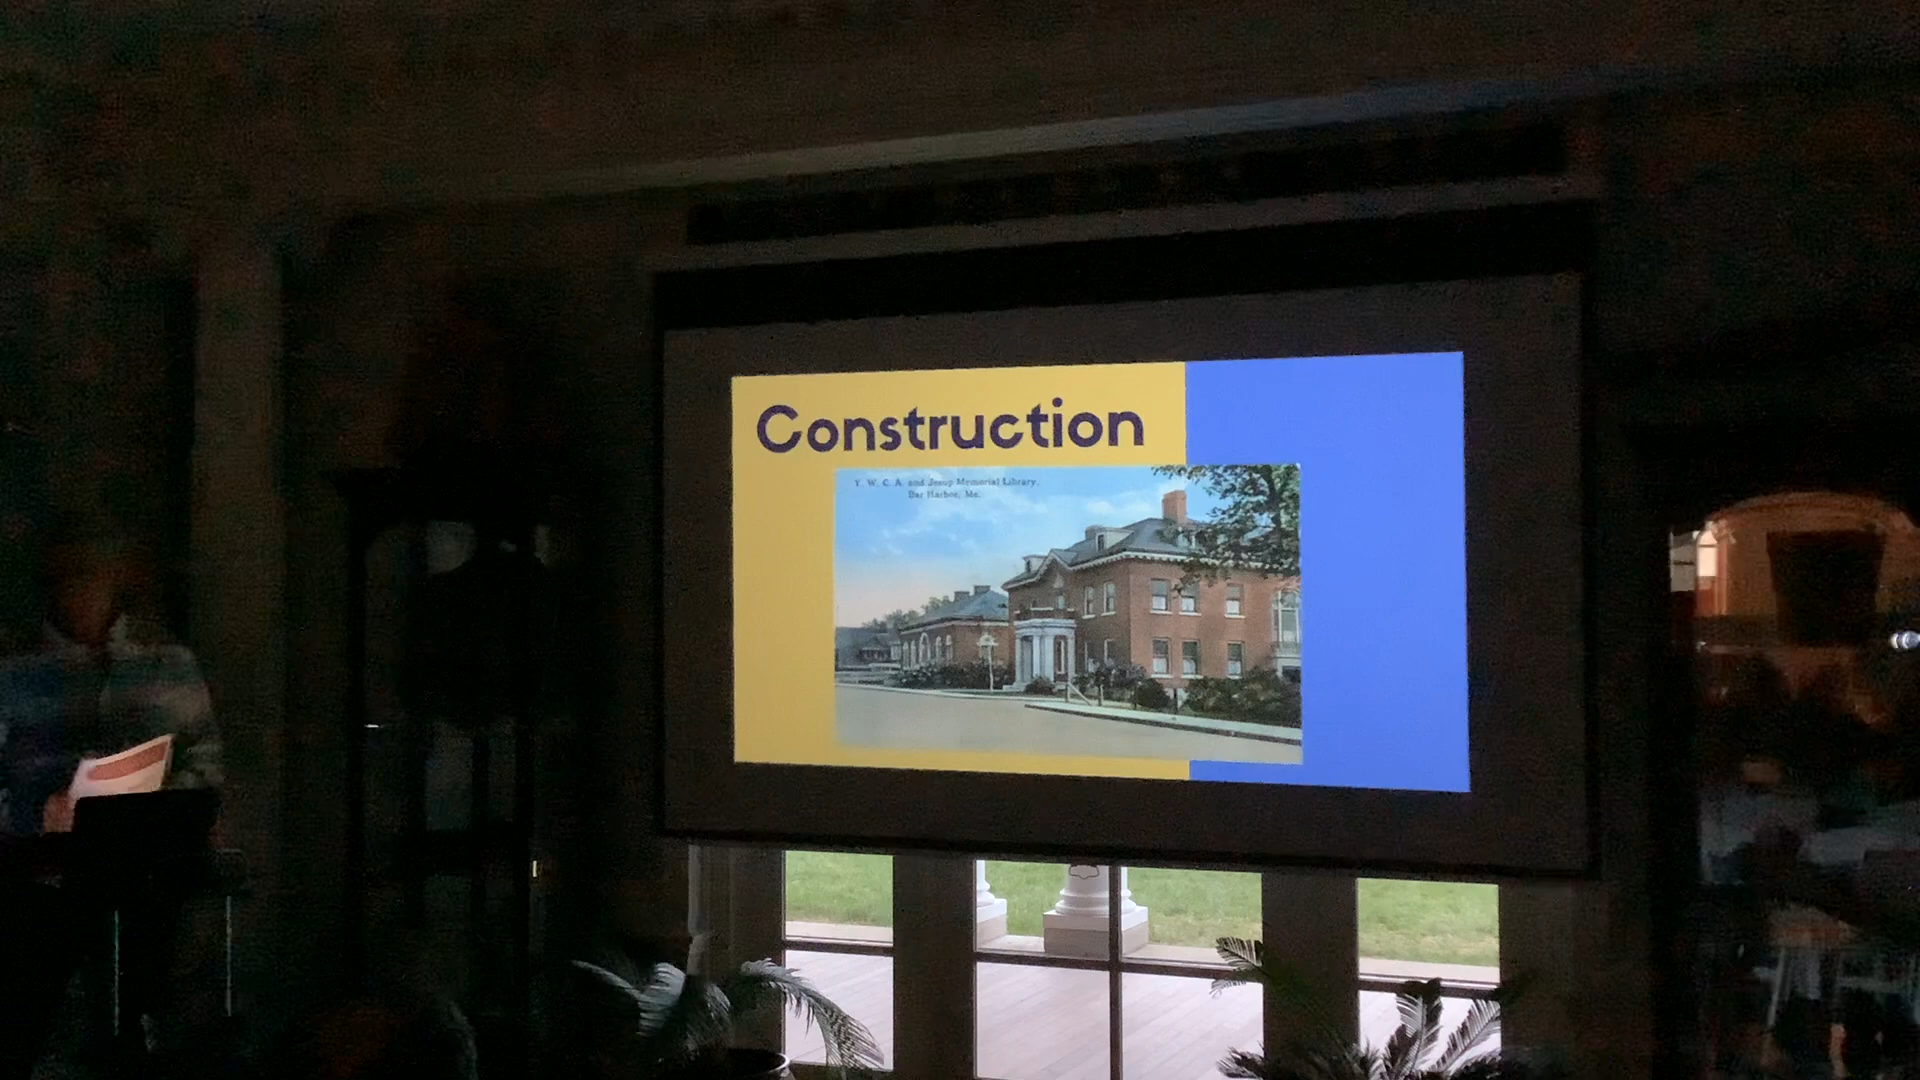 Construction
Y. W. C. A. and Jesup Memorial Library,
Bar Harbor, Me.